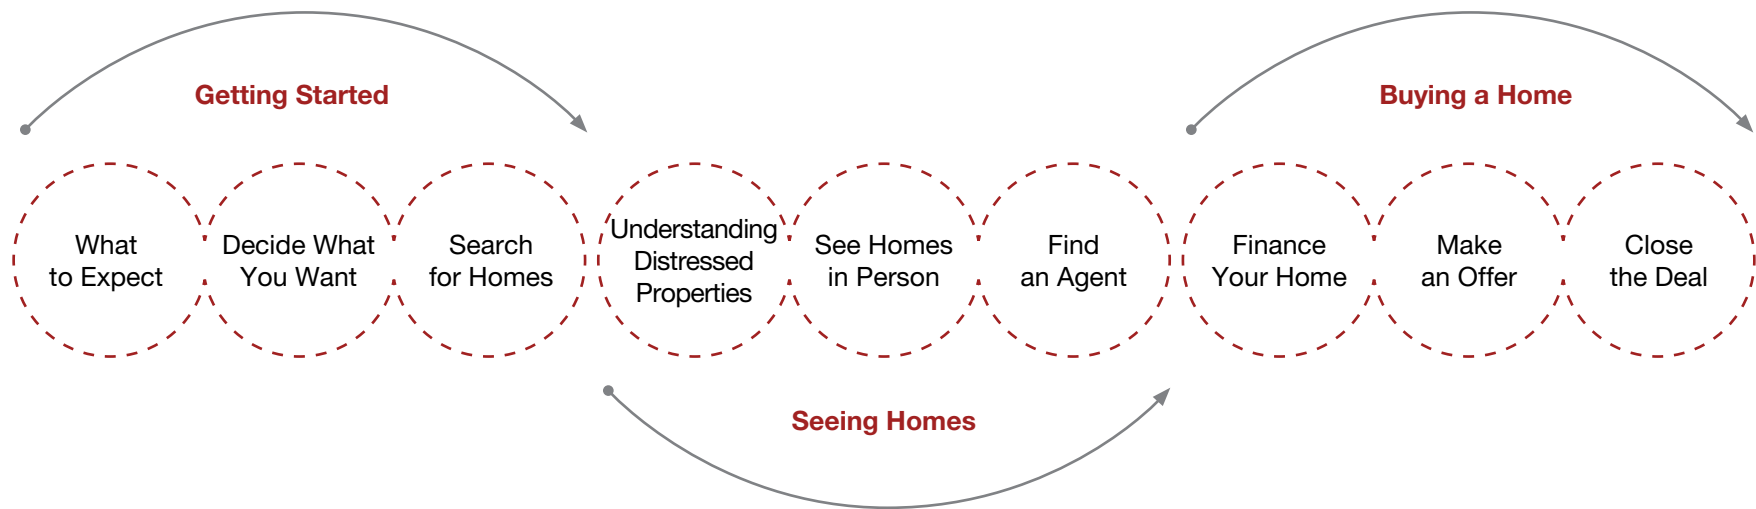 Getting Started
Buying a Home
What
to Expect
Decide What
You Want
Search
for Homes
Understanding
Distressed
Properties
See Homes
in Person
Find
an Agent
Finance
Your Home
Make
an Offer
Close
the Deal
Seeing Homes